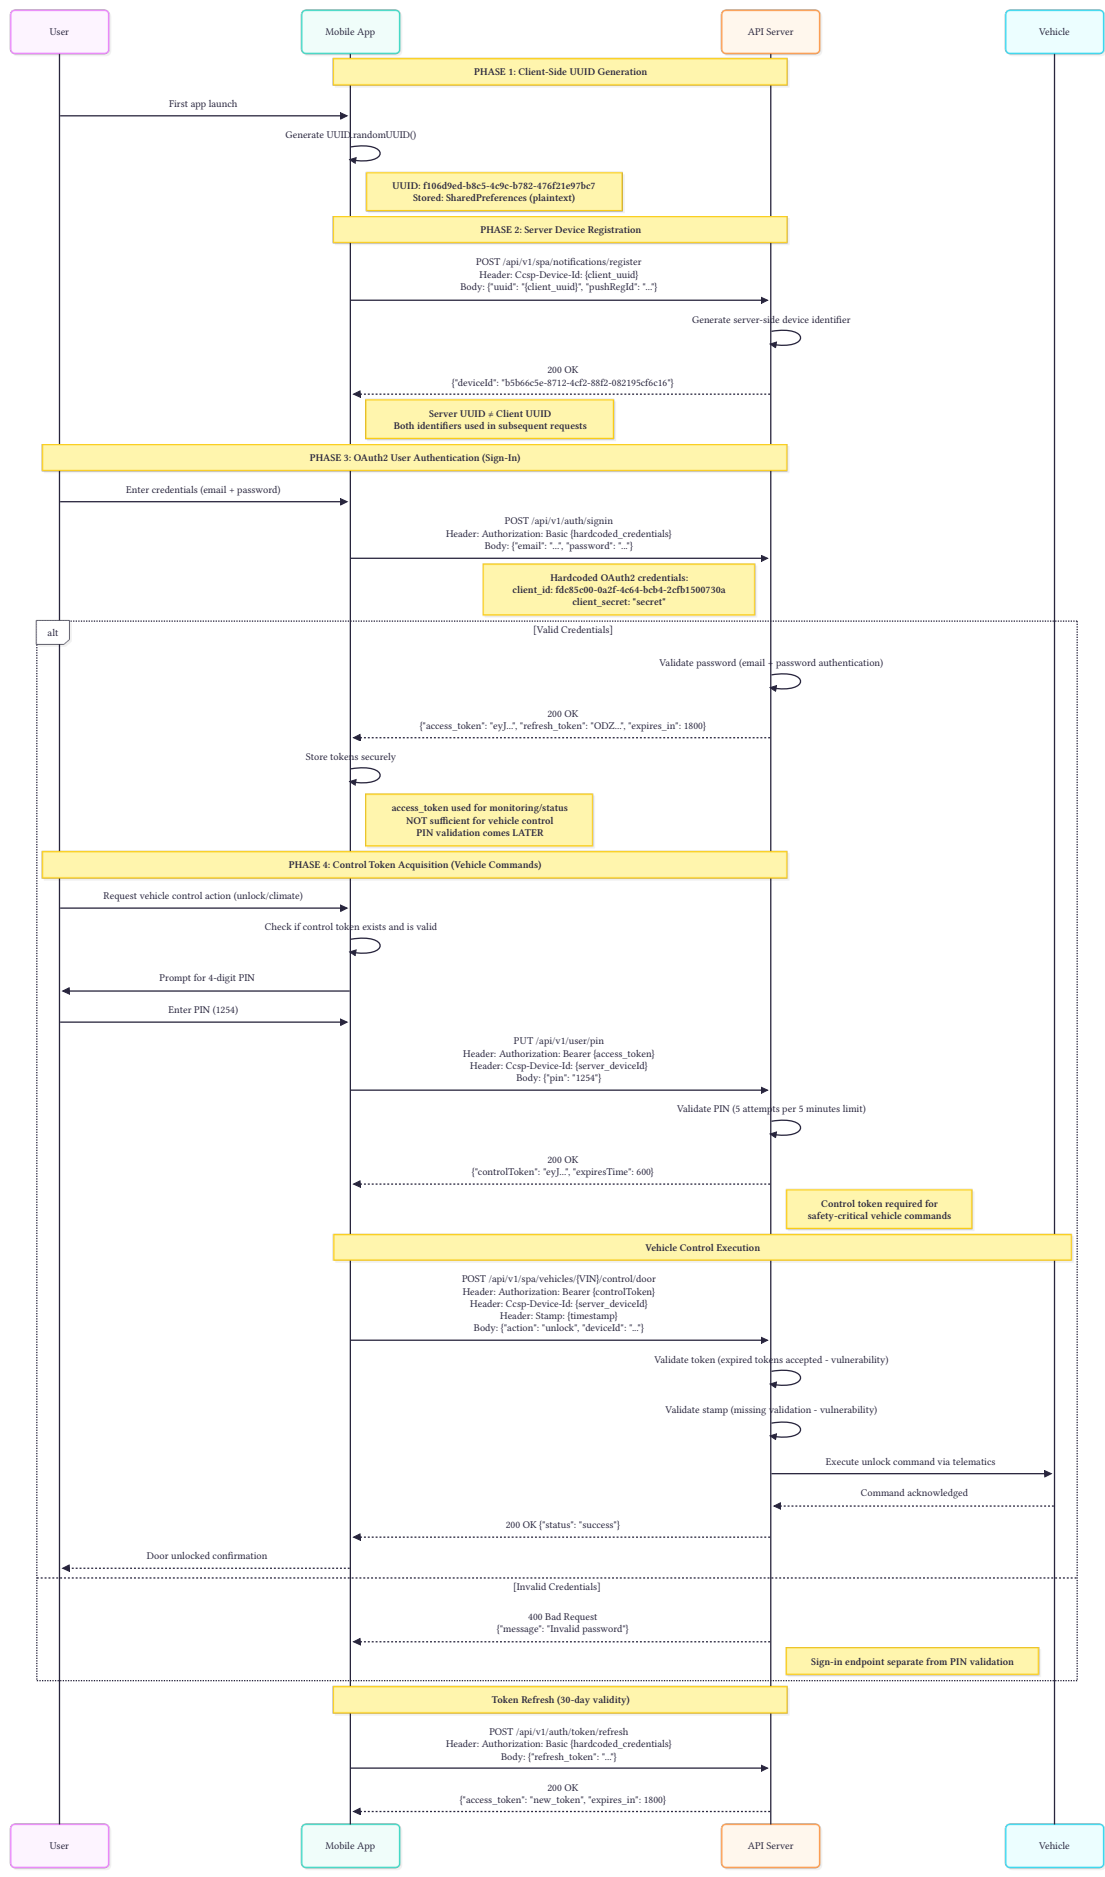 User
Mobile App
API Server
Vehicle
PHASE 1: Client-Side UUID Generation
First app launch
Generate UUID.randomUUID()
UUID: f106d9ed-b8c5-4c9c-b782-476f21e97bc7
Stored: SharedPreferences (plaintext)
PHASE 2: Server Device Registration
POST /api/v1/spa/notifications/register
Header: Ccsp-Device-Id: {client_uuid}
Body: {"uuid": "{client_uuid}", "pushRegId": "..."}
Generate server-side device identifier
200 OK
{"deviceId": "b5b66c5e-8712-4cf2-88f2-082195cf6c16"}
Server UUID ≠ Client UUID
Both identifiers used in subsequent requests
PHASE 3: OAuth2 User Authentication (Sign-In)
Enter credentials (email + password)
POST /api/v1/auth/signin
Header: Authorization: Basic {hardcoded_credentials}
Body: {"email": "...", "password": "..."}
Hardcoded OAuth2 credentials:
client_id: fdc85c00-0a2f-4c64-bcb4-2cfb1500730a
client_secret: "secret"
alt
[Valid Credentials]
Validate password (email + password authentication)
200 OK
{"access_token": "eyJ...", "refresh_token": "ODZ...", "expires_in": 1800}
Store tokens securely
access_token used for monitoring/status
NOT sufficient for vehicle control
PIN validation comes LATER
PHASE 4: Control Token Acquisition (Vehicle Commands)
Request vehicle control action (unlock/climate)
Check if control token exists and is valid
Prompt for 4-digit PIN
Enter PIN (1254)
PUT /api/v1/user/pin
Header: Authorization: Bearer {access_token}
Header: Ccsp-Device-Id: {server_deviceId}
Body: {"pin": "1254"}
Validate PIN (5 attempts per 5 minutes limit)
200 OK
{"controlToken": "eyJ...", "expiresTime": 600}
Control token required for
safety-critical vehicle commands
Vehicle Control Execution
POST /api/v1/spa/vehicles/{VIN}/control/door
Header: Authorization: Bearer {controlToken}
Header: Ccsp-Device-Id: {server_deviceId}
Header: Stamp: {timestamp}
Body: {"action": "unlock", "deviceId": "..."}
Validate token (expired tokens accepted - vulnerability)
Validate stamp (missing validation - vulnerability)
Execute unlock command via telematics
Command acknowledged
200 OK {"status": "success"}
Door unlocked confirmation
[Invalid Credentials]
400 Bad Request
{"message": "Invalid password"}
Sign-in endpoint separate from PIN validation
Token Refresh (30-day validity)
POST /api/v1/auth/token/refresh
Header: Authorization: Basic {hardcoded_credentials}
Body: {"refresh_token": "..."}
200 OK
{"access_token": "new_token", "expires_in": 1800}
User
Mobile App
API Server
Vehicle